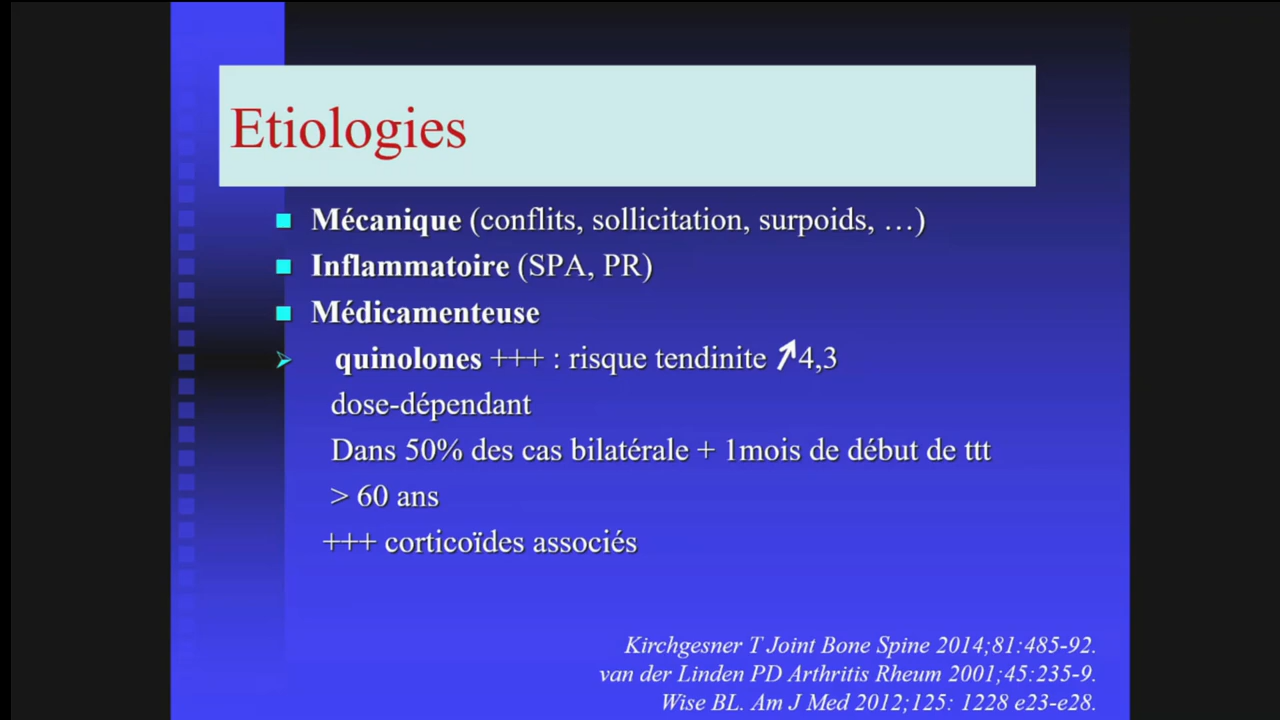 Etiologies
Mécanique (conflits, sollicitation, surpoids, …)
Inflammatoire (SPA, PR)
Médicamenteuse
quinolones +++ : risque tendinite ↗4,3
dose-dépendant
Dans 50% des cas bilatérale + 1mois de début de ttt
> 60 ans
+++ corticoïdes associés
Kirchgesner T Joint Bone Spine 2014;81:485-92.
van der Linden PD Arthritis Rheum 2001;45:235-9.
Wise BL. Am J Med 2012;125: 1228 e23-e28.